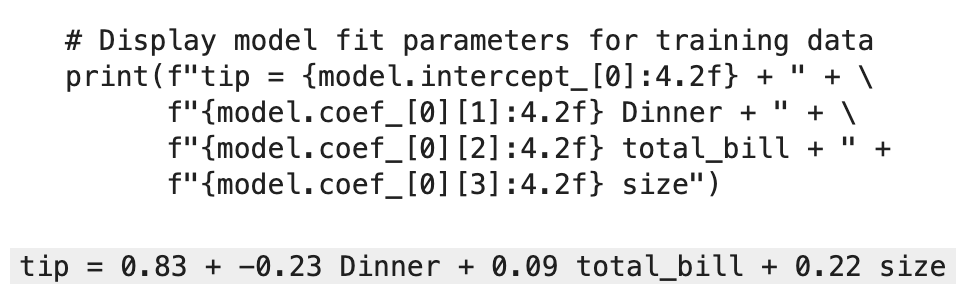 # Display model fit parameters for training data
print(f"tip = {model.intercept_[0]:4.2f} + " + \
f"{model.coef_[0][1]:4.2f} Dinner + " + \
f"{model.coef_[0][2]:4.2f} total_bill + " +
f"{model.coef_[0][3]:4.2f} size")
tip = 0.83 + -0.23 Dinner + 0.09 total_bill + 0.22 size